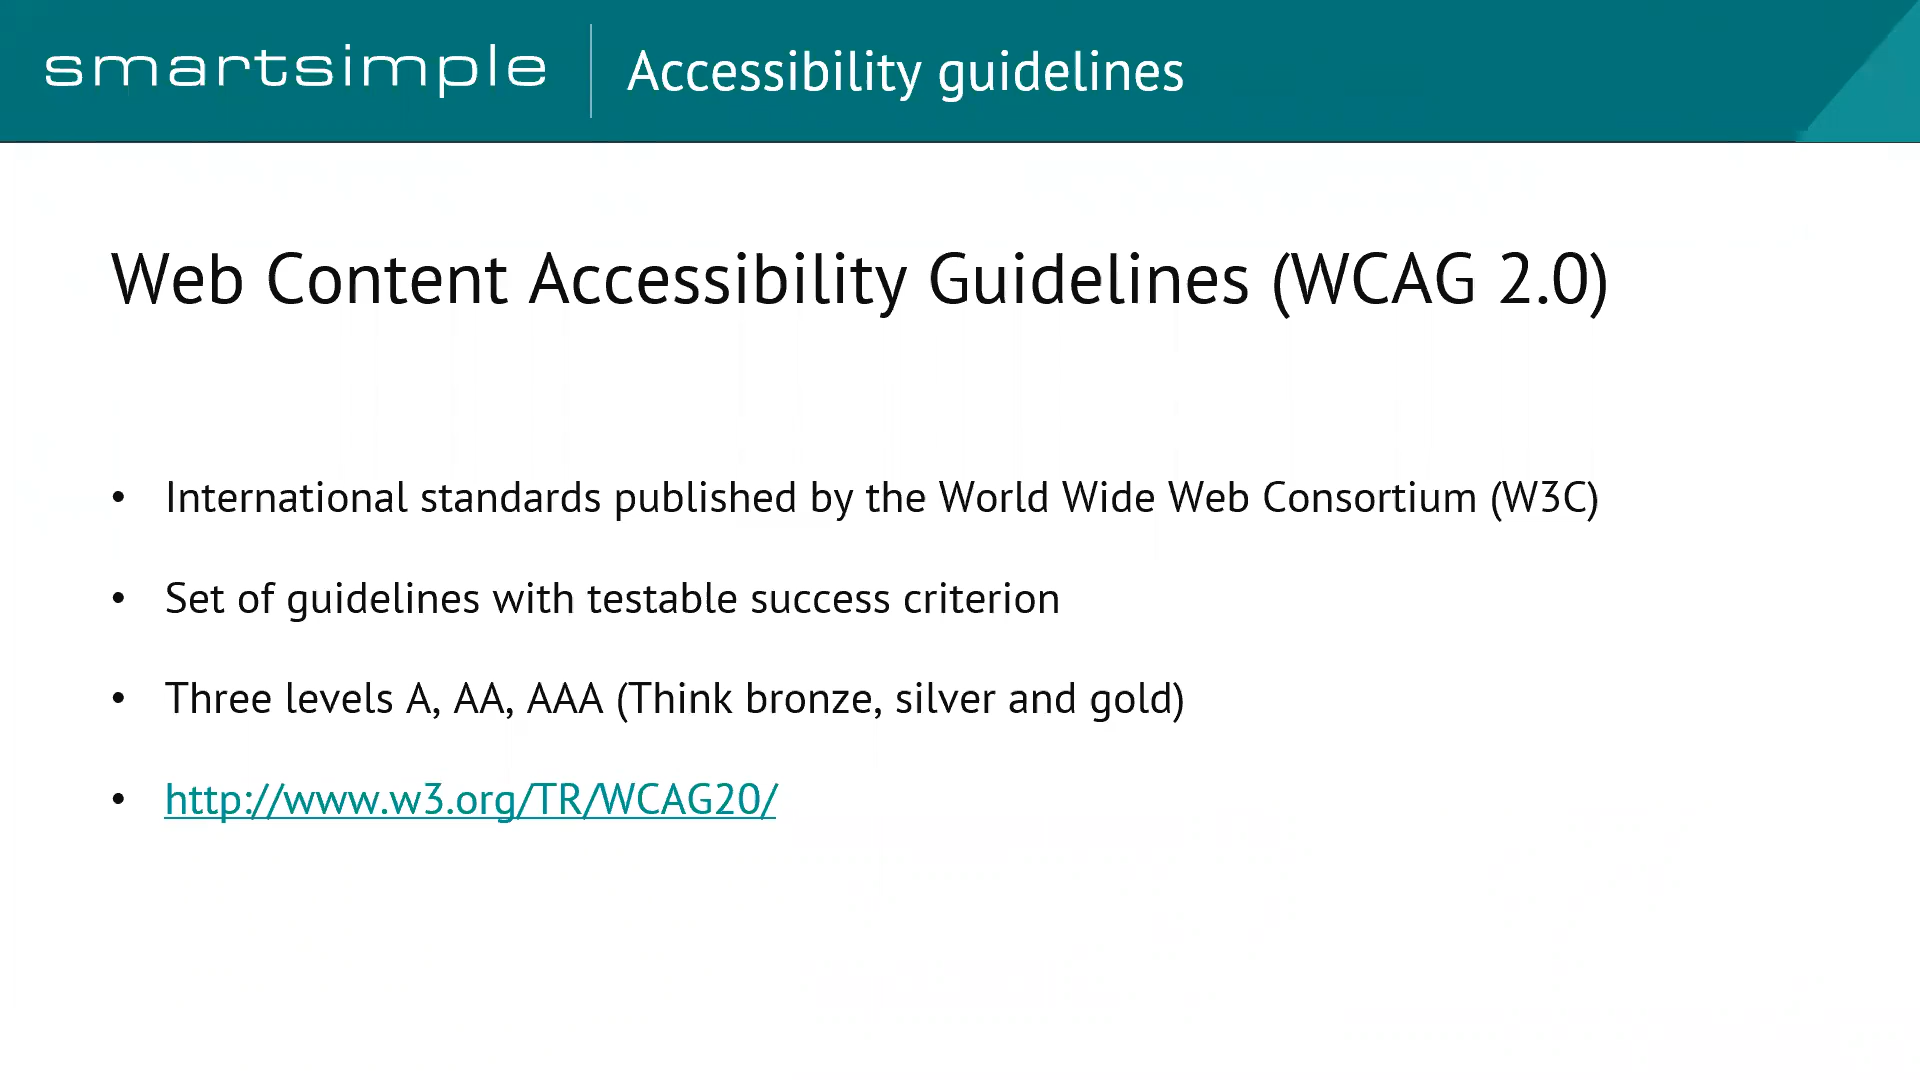 smartsimple
Accessibility guidelines
Web Content Accessibility Guidelines (WCAG 2.0)
• International standards published by the World Wide Web Consortium (W3C)
• Set of guidelines with testable success criterion
• Three levels A, AA, AAA (Think bronze, silver and gold)
• http://www.w3.org/TR/WCAG20/